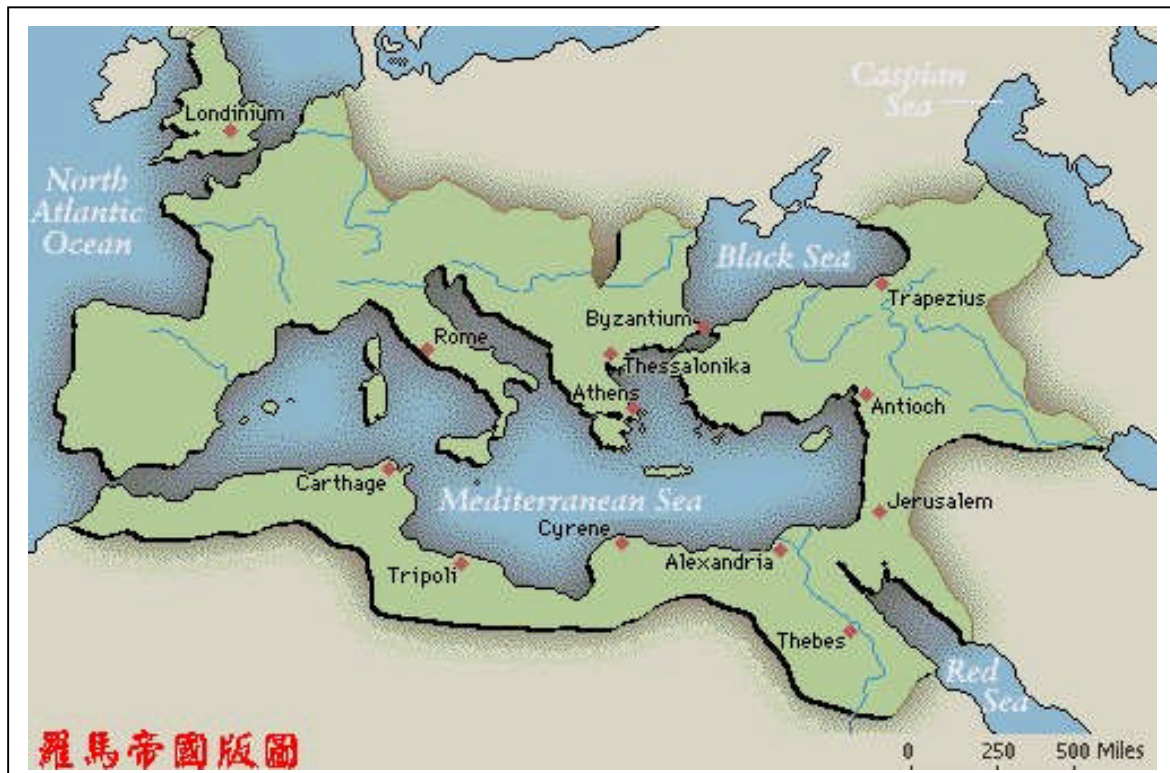 Caspian
Sea
Londinium
North
Atlantic
Ocean
Black Sea
Trapezius
Byzantium
Rome
Thessalonika
Athens
Antioch
Carthage
Mediterranean Sea
Jerusalem
Cyrene
Alexandria
Tripoli
Thebes
Red
Sea
羅馬帝國版圖
0 250 500 Miles